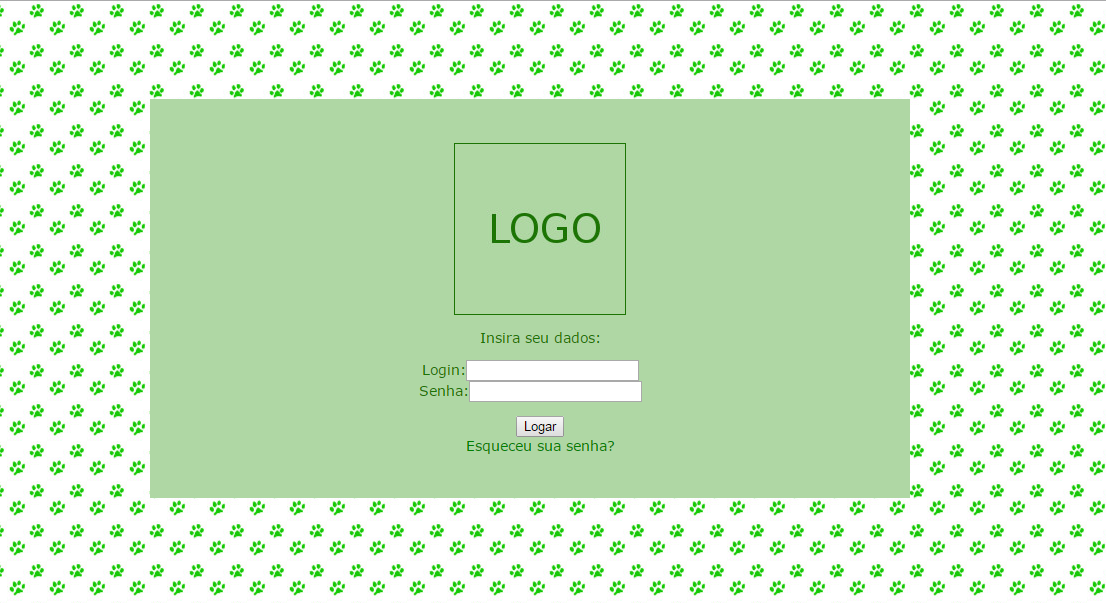 LOGO
Insira seu dados:
Login:
Senha:
Logar
Esqueceu sua senha?